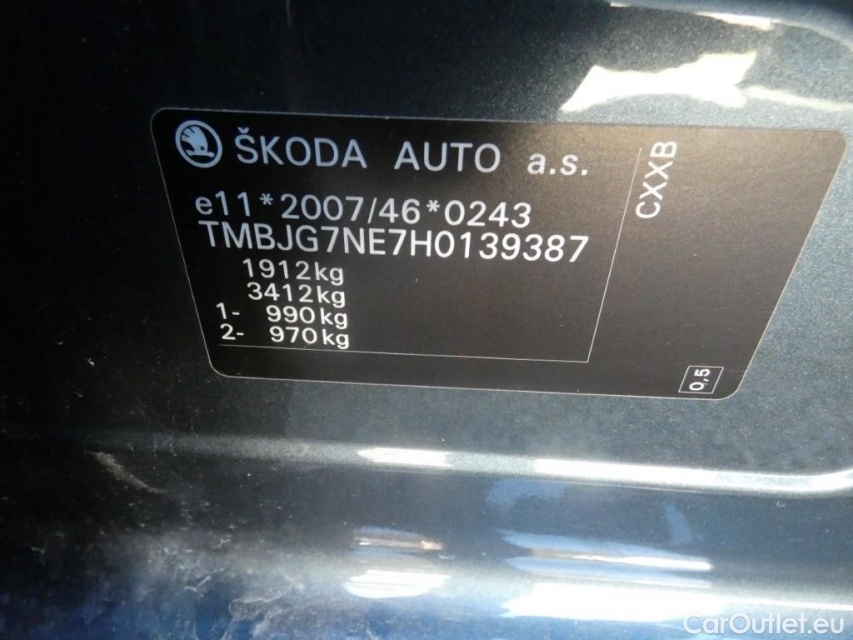 ŠKODA AUTO a.s.
e11*2007/46*0243
TMBJG7NE7H0139387
1912kg
3412kg
1- 990kg
2- 970kg
CXXB
0,5
CarOutlet.eu